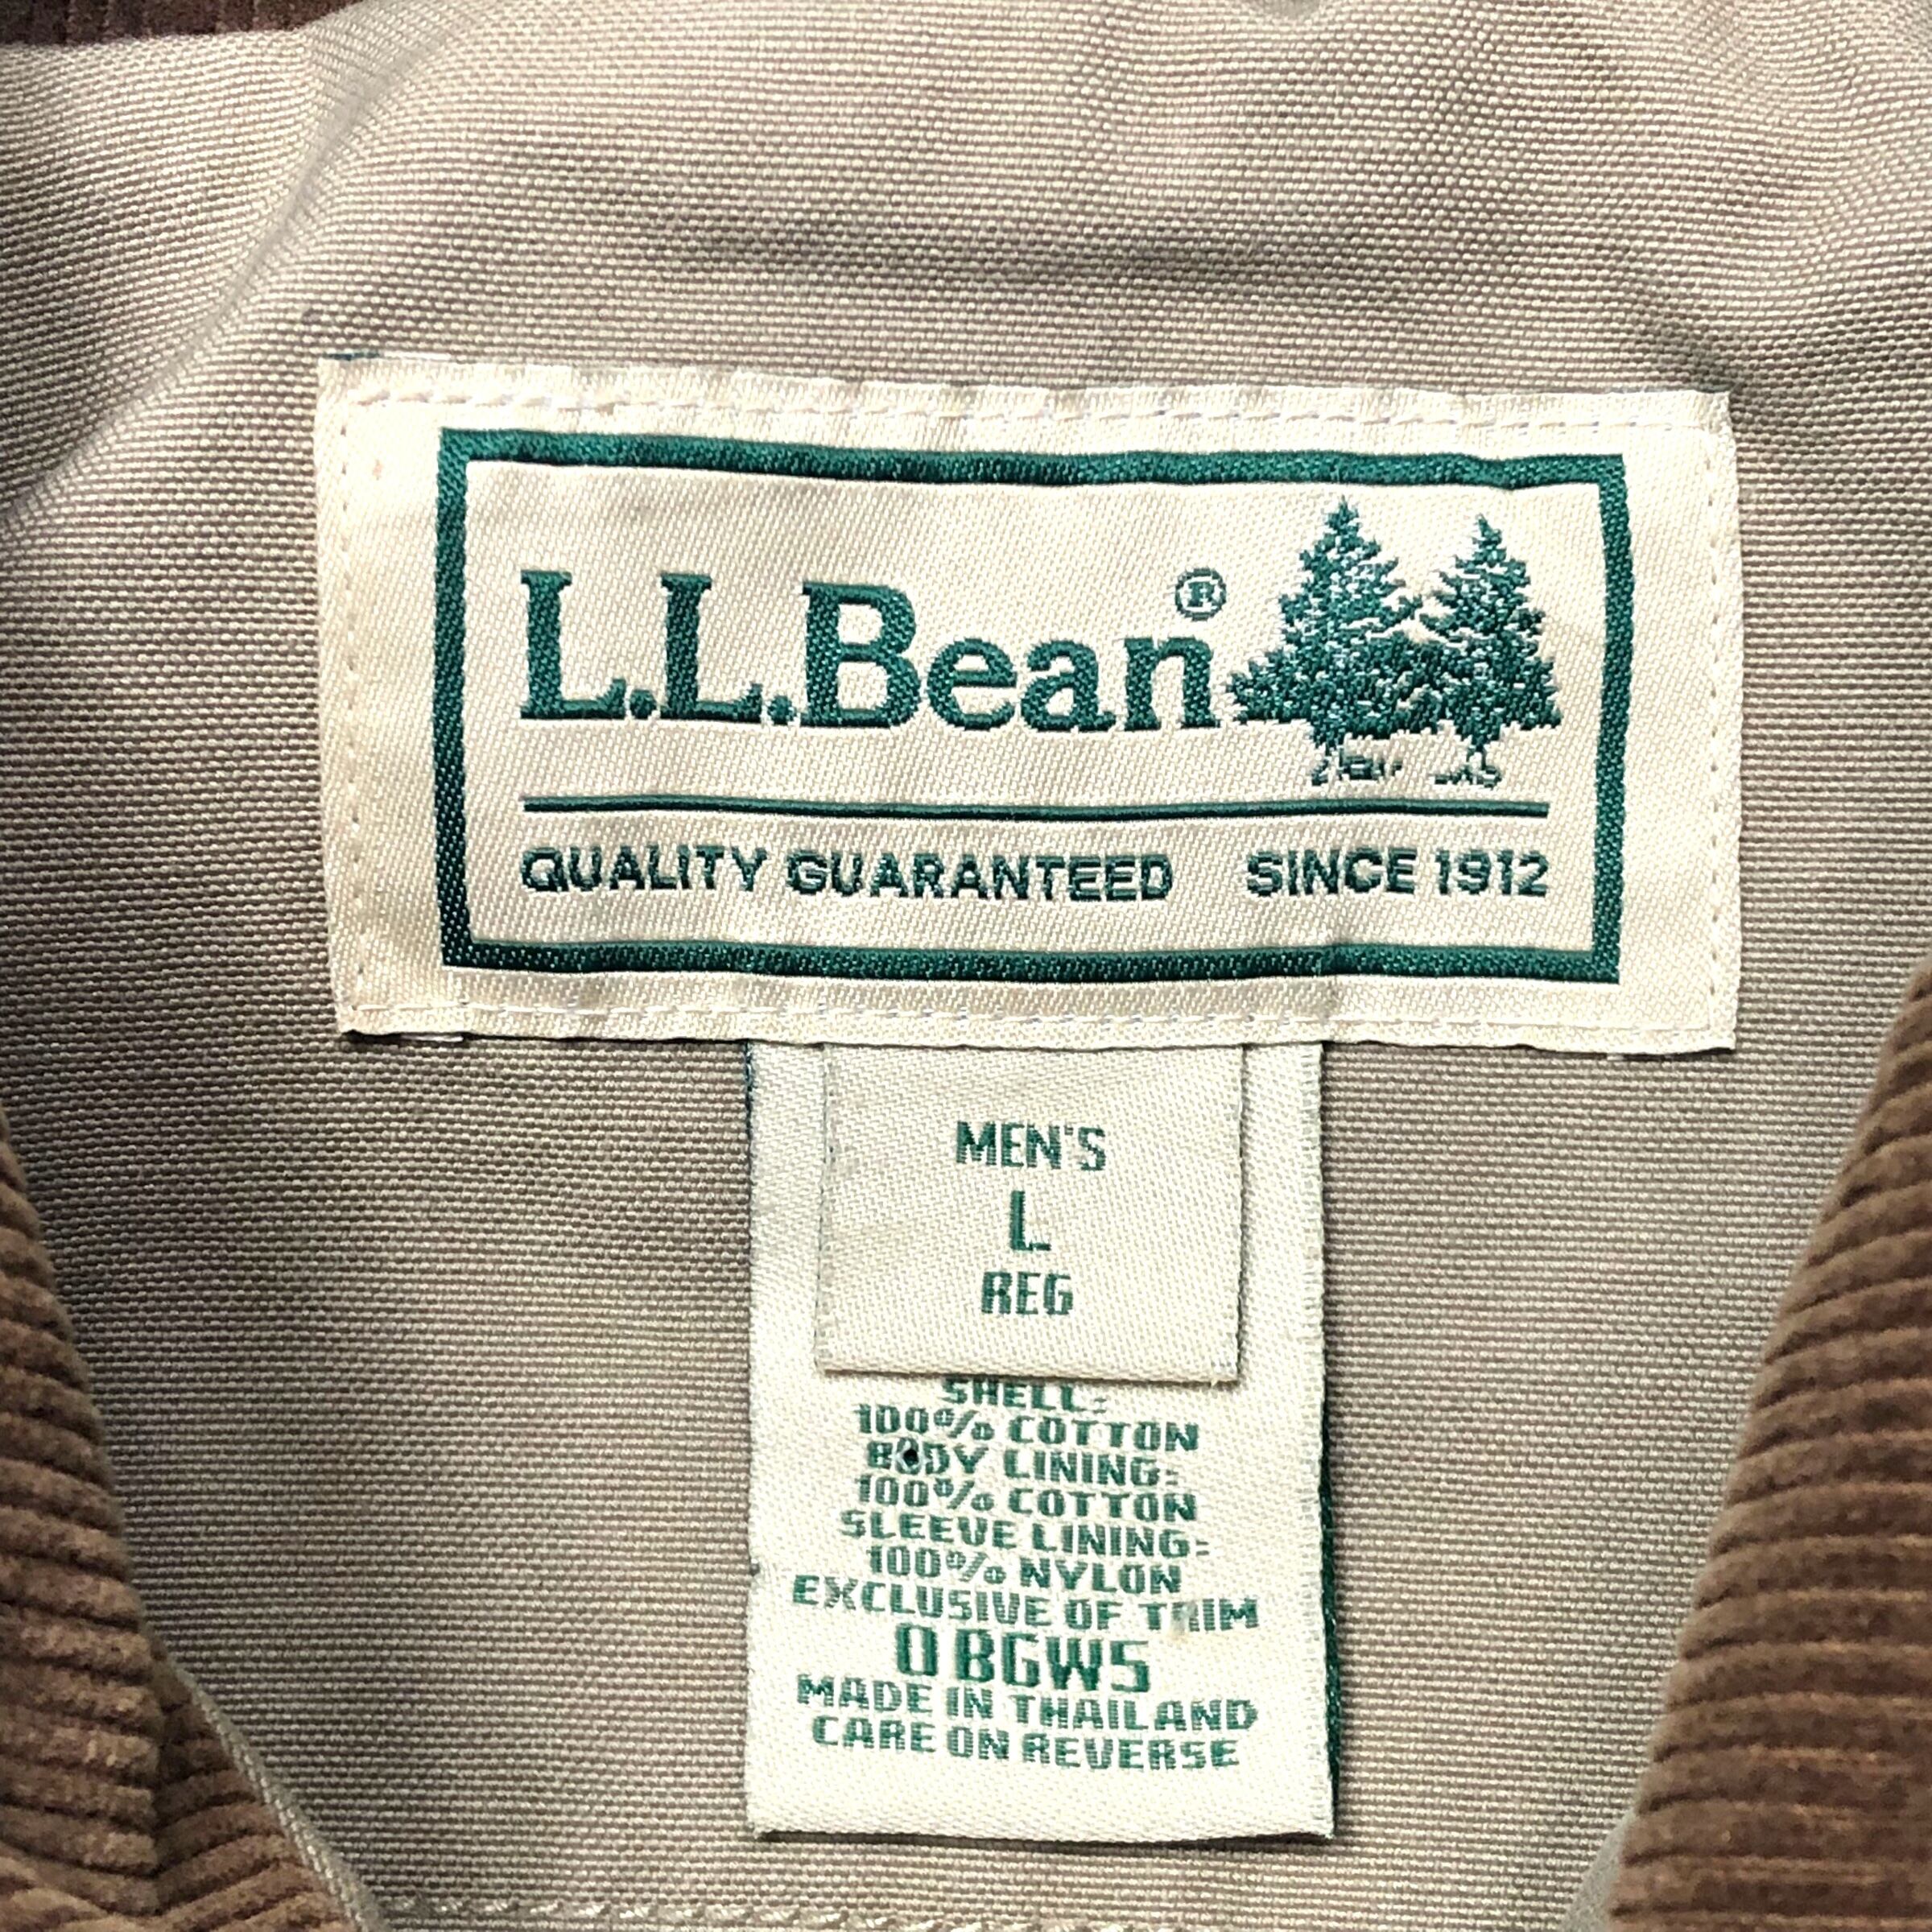 L.L.Bean®
QUALITY GUARANTEED SINCE 1912
MEN'S
L
REG
SHELL:
100% COTTON
BODY LINING:
100% COTTON
SLEEVE LINING:
100% NYLON
EXCLUSIVE OF TRIM
0BGW5
MADE IN THAILAND
CARE ON REVERSE